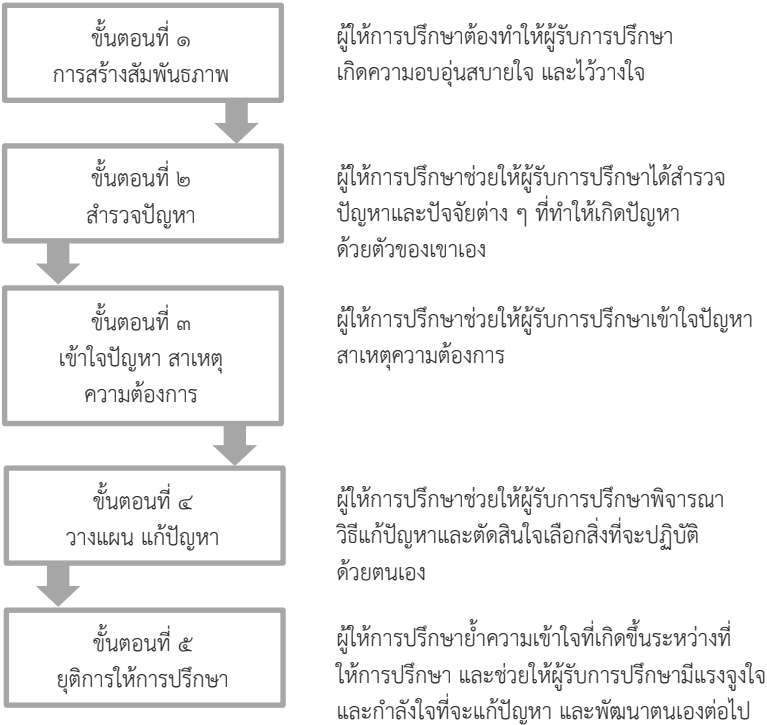 ขั้นตอนที่ ๑
การสร้างสัมพันธภาพ
ผู้ให้การปรึกษาต้องทำให้ผู้รับการปรึกษา
เกิดความอบอุ่นสบายใจ และไว้วางใจ
ขั้นตอนที่ ๒
สำรวจปัญหา
ผู้ให้การปรึกษาช่วยให้ผู้รับการปรึกษาได้สำรวจ
ปัญหาและปัจจัยต่าง ๆ ที่ทำให้เกิดปัญหา
ด้วยตัวของเขาเอง
ขั้นตอนที่ ๓
เข้าใจปัญหา สาเหตุ
ความต้องการ
ผู้ให้การปรึกษาช่วยให้ผู้รับการปรึกษาเข้าใจปัญหา
สาเหตุความต้องการ
ขั้นตอนที่ ๔
วางแผน แก้ปัญหา
ผู้ให้การปรึกษาช่วยให้ผู้รับการปรึกษาพิจารณา
วิธีแก้ปัญหาและตัดสินใจเลือกสิ่งที่จะปฏิบัติ
ด้วยตนเอง
ขั้นตอนที่ ๕
ยุติการให้การปรึกษา
ผู้ให้การปรึกษาย้ำความเข้าใจที่เกิดขึ้นระหว่างที่
ให้การปรึกษา และช่วยให้ผู้รับการปรึกษามีแรงจูงใจ
และกำลังใจที่จะแก้ปัญหา และพัฒนาตนเองต่อไป